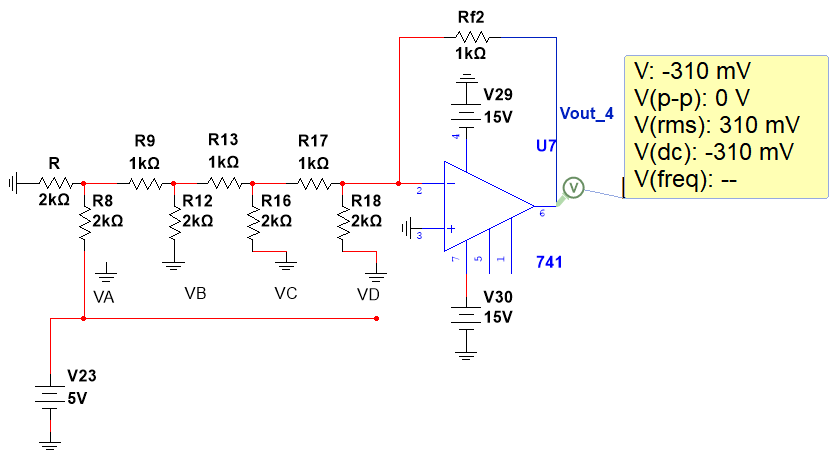 Rf2
1kΩ
V29
15V
Vout_4
U7
V: -310 mV
V(p-p): 0 V
V(rms): 310 mV
V(dc): -310 mV
V(freq): --
R
2kΩ
R9
1kΩ
R13
1kΩ
R17
1kΩ
R8
2kΩ
R12
2kΩ
R16
2kΩ
R18
2kΩ
4
2
−
3
+
6
V
7
5
1
741
VA
VB
VC
VD
V30
15V
V23
5V